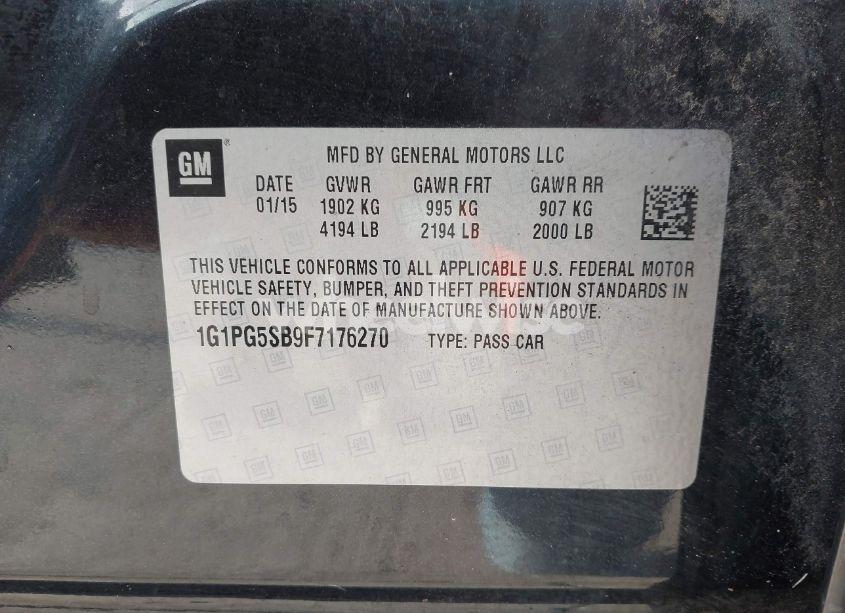 GM
MFD BY GENERAL MOTORS LLC
DATE GVWR GAWR FRT GAWR RR
01/15 1902 KG 995 KG 907 KG
4194 LB 2194 LB 2000 LB
THIS VEHICLE CONFORMS TO ALL APPLICABLE U.S. FEDERAL MOTOR
VEHICLE SAFETY, BUMPER, AND THEFT PREVENTION STANDARDS IN
EFFECT ON THE DATE OF MANUFACTURE SHOWN ABOVE.
1G1PG5SB9F7176270 TYPE: PASS CAR